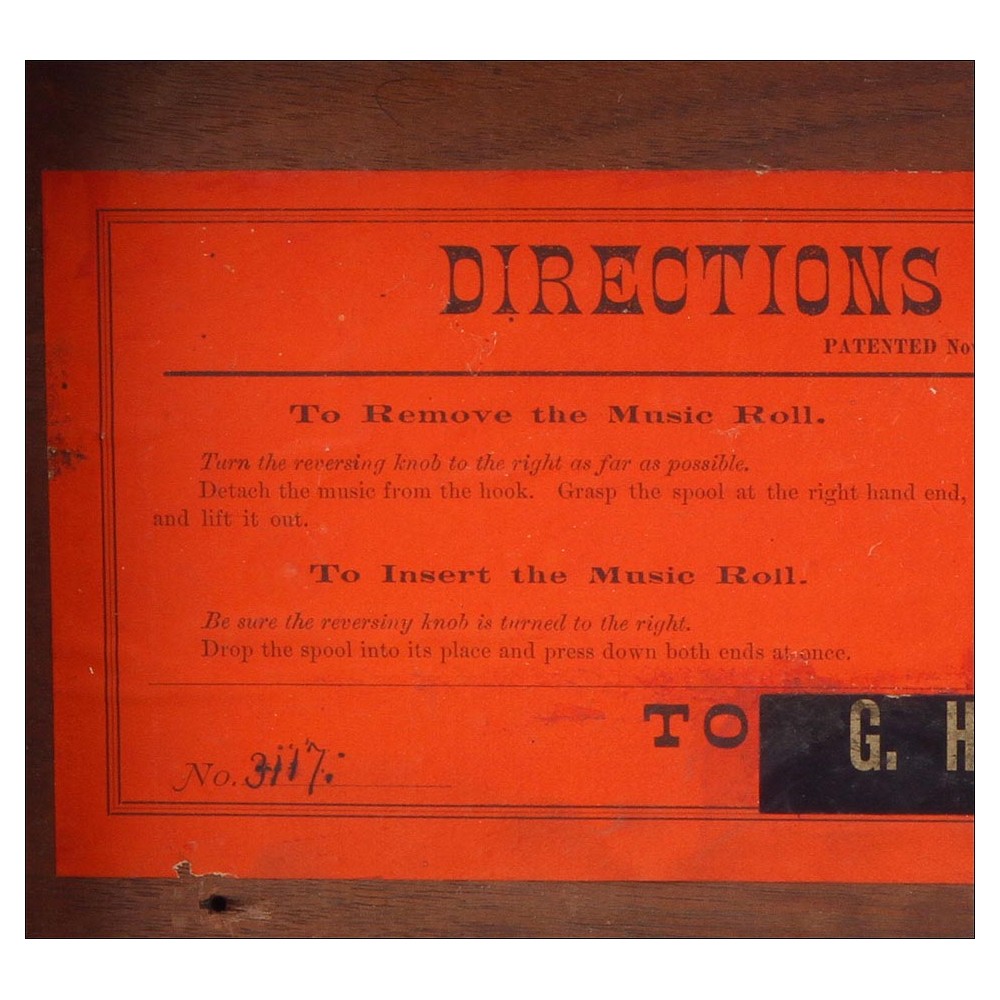 DIRECTIONS
PATENTED Nov
To Remove the Music Roll.
Turn the reversing knob to the right as far as possible.
Detach the music from the hook. Grasp the spool at the right hand end,
and lift it out.
To Insert the Music Roll.
Be sure the reversiny knob is turned to the right.
Drop the spool into its place and press down both ends at once.
TO G. H
No. 3117.